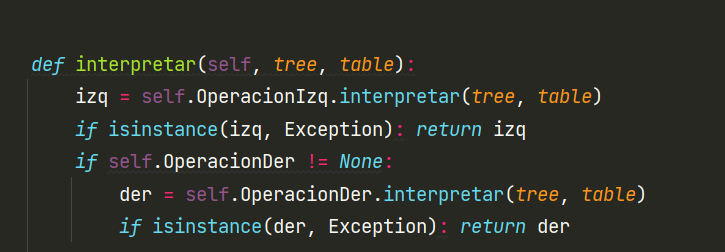 def interpretar(self, tree, table):
izq = self.OperacionIzq.interpretar(tree, table)
if isinstance(izq, Exception): return izq
if self.OperacionDer != None:
der = self.OperacionDer.interpretar(tree, table)
if isinstance(der, Exception): return der